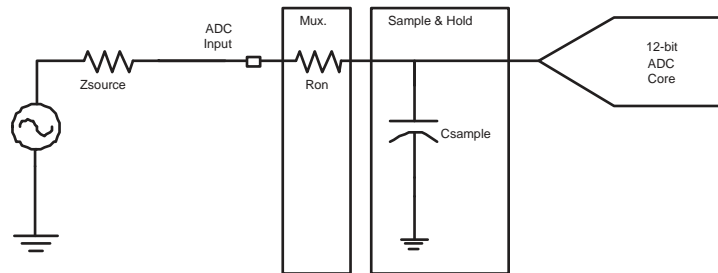 ADC
Input
Mux.
Sample & Hold
12-bit
ADC
Core
Zsource
Ron
Csample